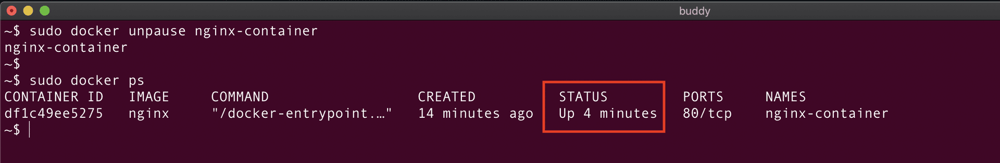 buddy
~$ sudo docker unpause nginx-container
nginx-container
~$
~$ sudo docker ps
CONTAINER ID   IMAGE     COMMAND                  CREATED          STATUS         PORTS     NAMES
df1c49ee5275   nginx     "/docker-entrypoint.…"   14 minutes ago   Up 4 minutes   80/tcp    nginx-container
~$